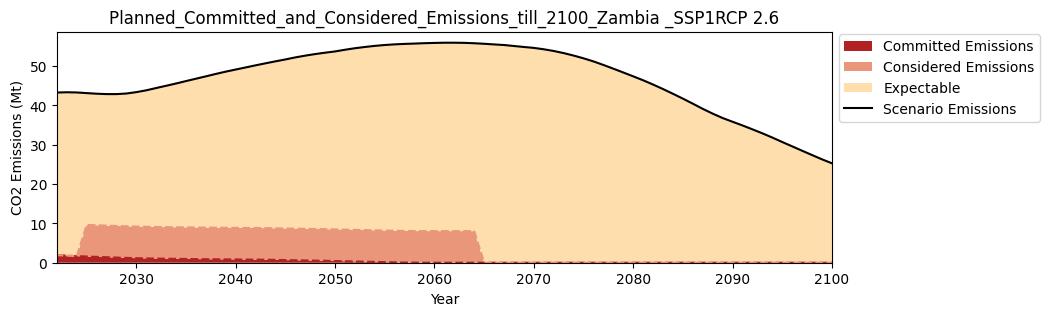 Planned_Committed_and_Considered_Emissions_till_2100_Zambia _SSP1RCP 2.6
Committed Emissions
Considered Emissions
Expectable
Scenario Emissions
CO2 Emissions (Mt)
50
40
30
20
10
0
2030 2040 2050 2060 2070 2080 2090 2100
Year